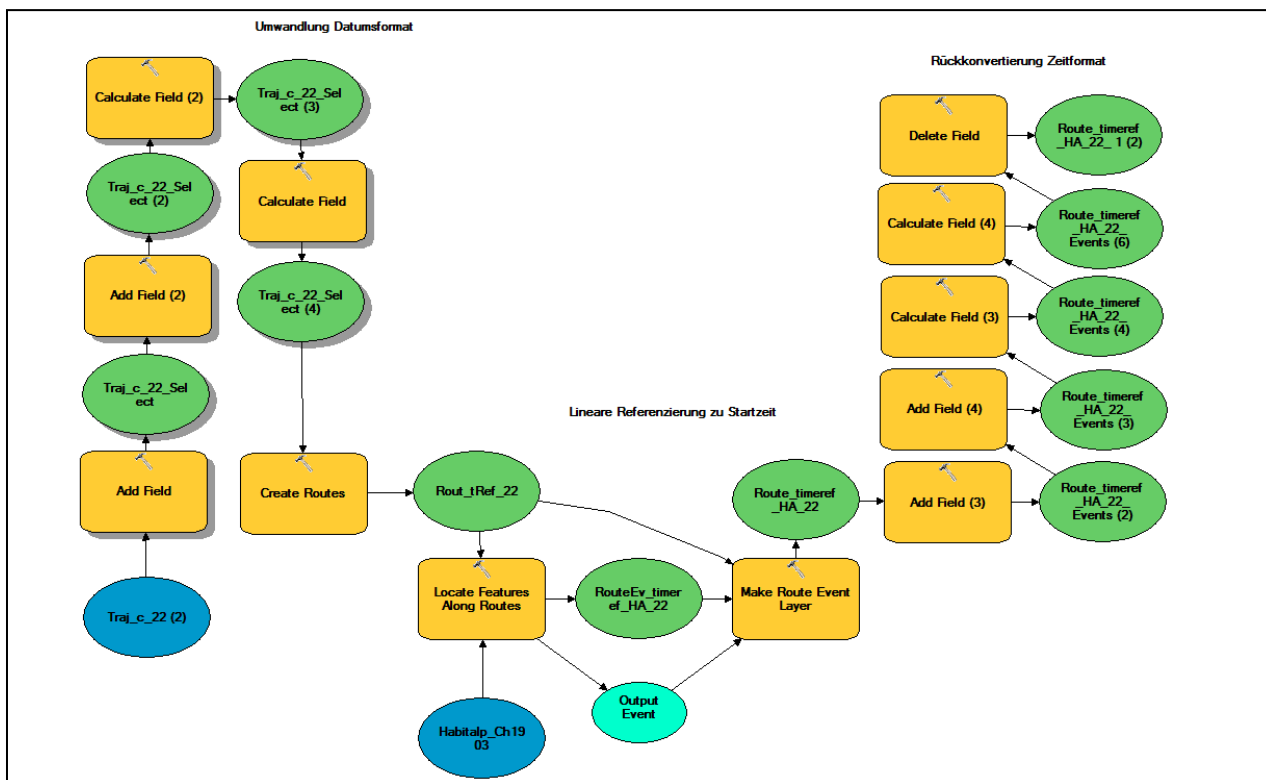 Umwandlung Datumsformat
Calculate Field (2)
Traj_c_22_Sel
ect (3)
Traj_c_22_Sel
ect (2)
Calculate Field
Add Field (2)
Traj_c_22_Sel
ect (4)
Traj_c_22_Sel
ect
Add Field
Create Routes
Traj_c_22 (2)
Lineare Referenzierung zu Startzeit
Rout_tRef_22
Route_timeref
_HA_22
Locate Features
Along Routes
RouteEv_timer
ef_HA_22
Make Route Event
Layer
Output
Event
Habitalp_Ch19
03
Rückkonvertierung Zeitformat
Delete Field
Route_timeref
_HA_22_ 1 (2)
Calculate Field (4)
Route_timeref
_HA_22_
Events (6)
Calculate Field (3)
Route_timeref
_HA_22_
Events (4)
Add Field (4)
Route_timeref
_HA_22_
Events (3)
Add Field (3)
Route_timeref
_HA_22_
Events (2)